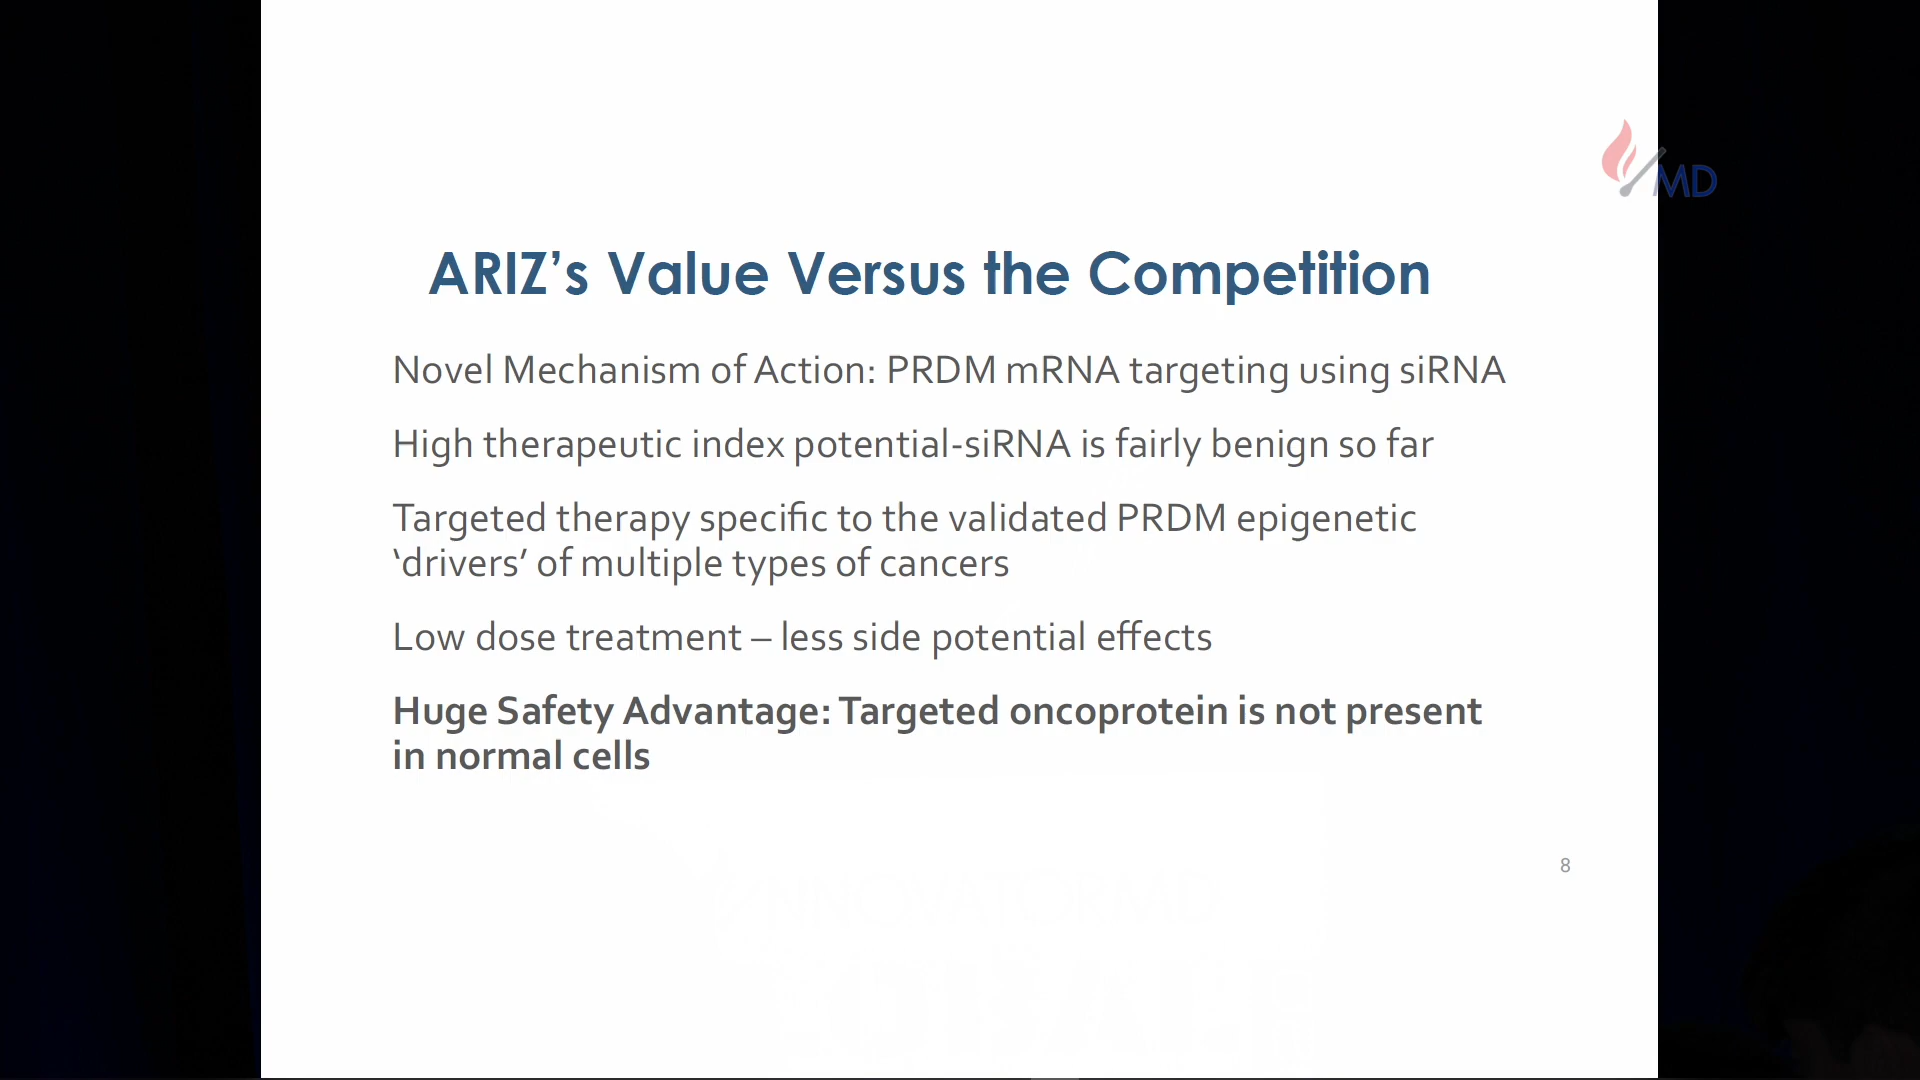 MD
ARIZ’s Value Versus the Competition
Novel Mechanism of Action: PRDM mRNA targeting using siRNA
High therapeutic index potential-siRNA is fairly benign so far
Targeted therapy specific to the validated PRDM epigenetic
‘drivers’ of multiple types of cancers
Low dose treatment – less side potential effects
Huge Safety Advantage: Targeted oncoprotein is not present
in normal cells
8